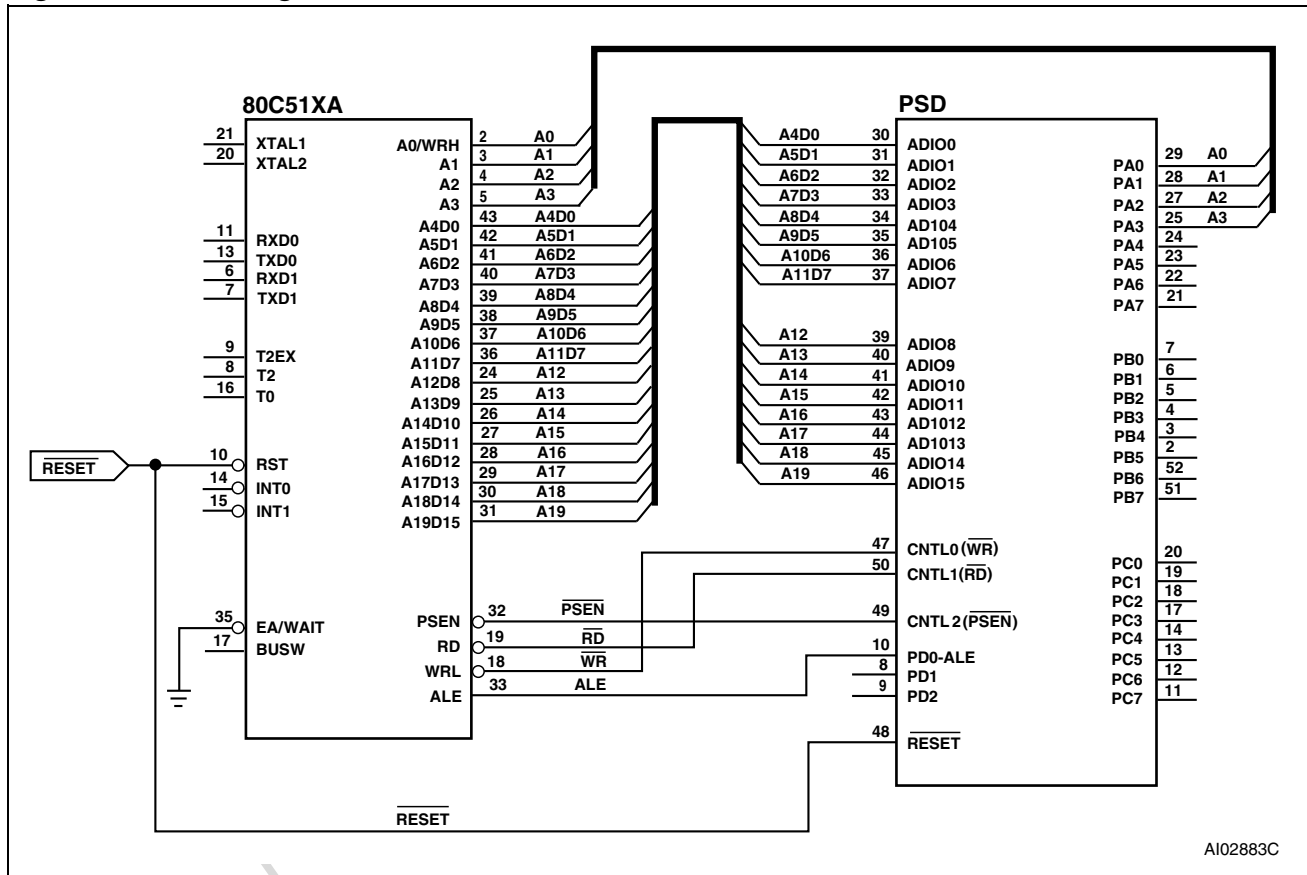 80C51XA
PSD
21 XTAL1
20 XTAL2
11 RXD0
13 TXD0
6 RXD1
7 TXD1
9 T2EX
8 T2
16 T0
RESET
10 RST
14 INT0
15 INT1
35 EA/WAIT
17 BUSW
A0/WRH 2 A0
A1 3 A1
A2 4 A2
A3 5 A3
A4D0 43 A4D0
A5D1 42 A5D1
A6D2 41 A6D2
A7D3 40 A7D3
A8D4 39 A8D4
A9D5 38 A9D5
A10D6 37 A10D6
A11D7 36 A11D7
A12D8 24 A12
A13D9 25 A13
A14D10 26 A14
A15D11 27 A15
A16D12 28 A16
A17D13 29 A17
A18D14 30 A18
A19D15 31 A19
PSEN 32 PSEN
RD 19 RD
WRL 18 WR
ALE 33 ALE
A4D0 30 ADIO0
A5D1 31 ADIO1
A6D2 32 ADIO2
A7D3 33 ADIO3
A8D4 34 AD104
A9D5 35 AD105
A10D6 36 ADIO6
A11D7 37 ADIO7
A12 39 ADIO8
A13 40 ADIO9
A14 41 ADIO10
A15 42 ADIO11
A16 43 AD1012
A17 44 AD1013
A18 45 ADIO14
A19 46 ADIO15
47 CNTL0(WR)
50 CNTL1(RD)
49 CNTL 2(PSEN)
10 PD0-ALE
8 PD1
9 PD2
48 RESET
PA0 29 A0
PA1 28 A1
PA2 27 A2
PA3 25 A3
PA4 24
PA5 23
PA6 22
PA7 21
PB0 7
PB1 6
PB2 5
PB3 4
PB4 3
PB5 2
PB6 52
PB7 51
PC0 20
PC1 19
PC2 18
PC3 17
PC4 14
PC5 13
PC6 12
PC7 11
RESET
AI02883C